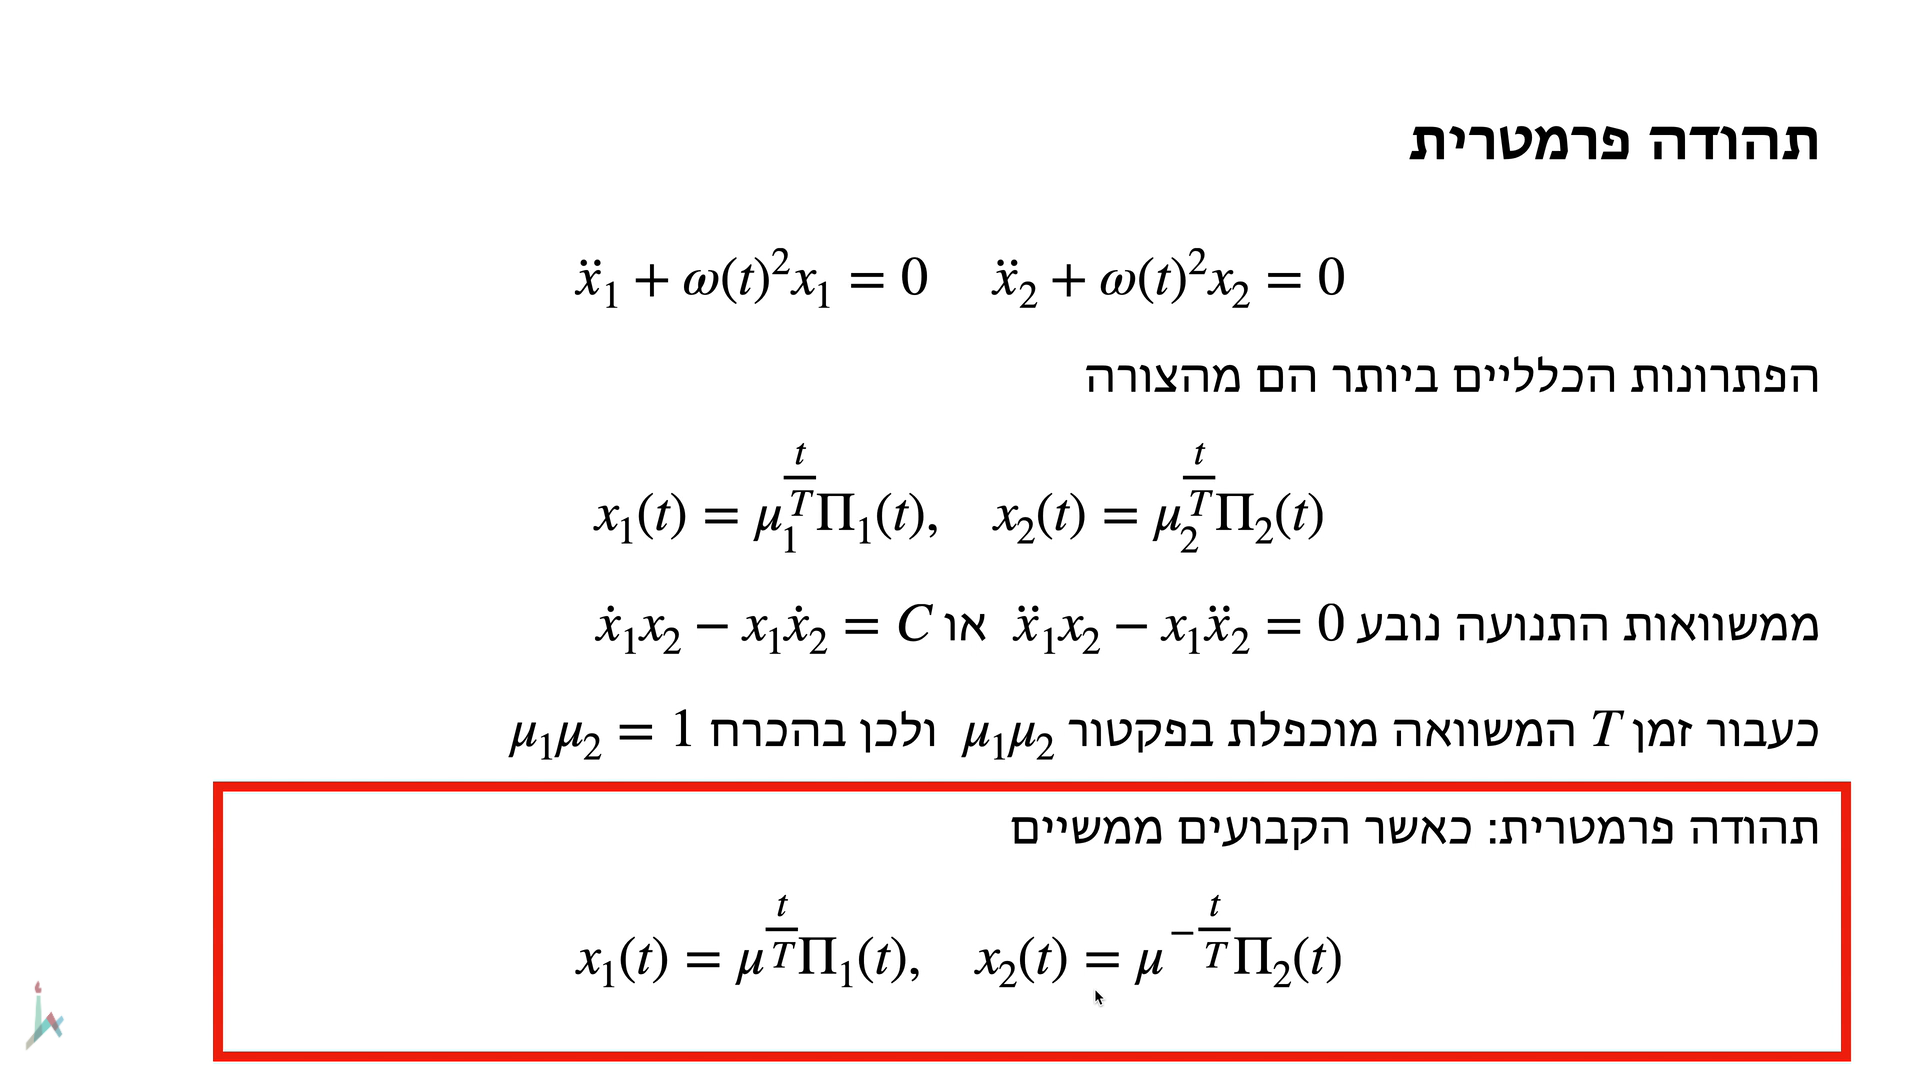 תהודה פרמטרית
$\ddot{x}_1 + \omega(t)^2 x_1 = 0 \quad \ddot{x}_2 + \omega(t)^2 x_2 = 0$
הפתרונות הכלליים ביותר הם מהצורה
$x_1(t) = \mu_1^{\frac{t}{T}} \Pi_1(t), \quad x_2(t) = \mu_2^{\frac{t}{T}} \Pi_2(t)$
ממשוואות התנועה נובע $\ddot{x}_1 x_2 - x_1 \ddot{x}_2 = 0$ או $\dot{x}_1 x_2 - x_1 \dot{x}_2 = C$
כעבור זמן $T$ המשוואה מוכפלת בפקטור $\mu_1 \mu_2$ ולכן בהכרח $\mu_1 \mu_2 = 1$
תהודה פרמטרית: כאשר הקבועים ממשיים
$x_1(t) = \mu^{\frac{t}{T}} \Pi_1(t), \quad x_2(t) = \mu^{-\frac{t}{T}} \Pi_2(t)$